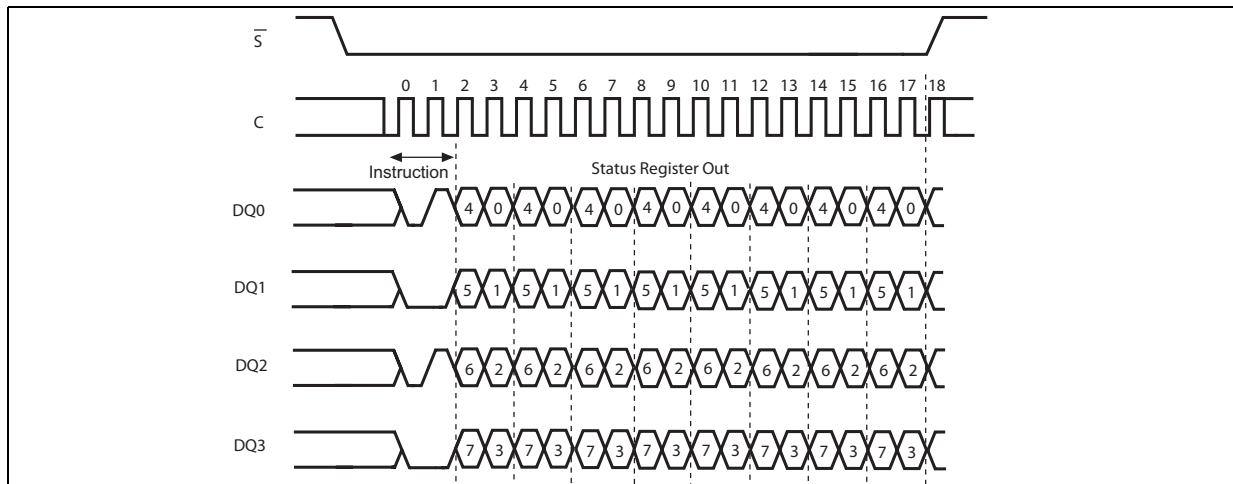 S
0 1 2 3 4 5 6 7 8 9 10 11 12 13 14 15 16 17 18
C
Instruction
Status Register Out
DQ0
4 0 4 0 4 0 4 0 4 0 4 0 4 0 4 0
DQ1
5 1 5 1 5 1 5 1 5 1 5 1 5 1 5 1
DQ2
6 2 6 2 6 2 6 2 6 2 6 2 6 2 6 2
DQ3
7 3 7 3 7 3 7 3 7 3 7 3 7 3 7 3